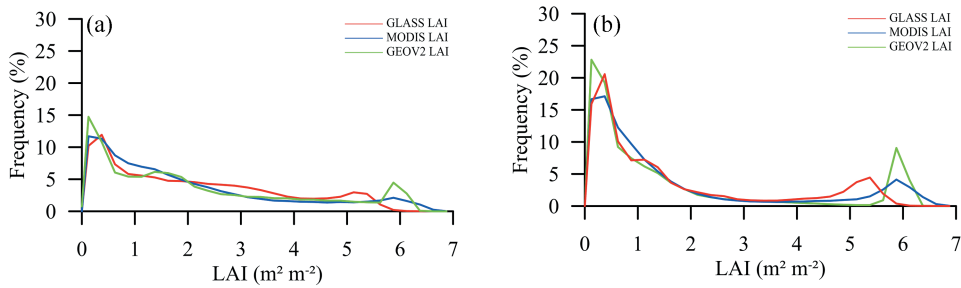 (a)
GLASS LAI
MODIS LAI
GEOV2 LAI
Frequency (%)
30
25
20
15
10
5
0
0 1 2 3 4 5 6 7
LAI (m² m⁻²)
(b)
GLASS LAI
MODIS LAI
GEOV2 LAI
Frequency (%)
30
25
20
15
10
5
0
0 1 2 3 4 5 6 7
LAI (m² m⁻²)